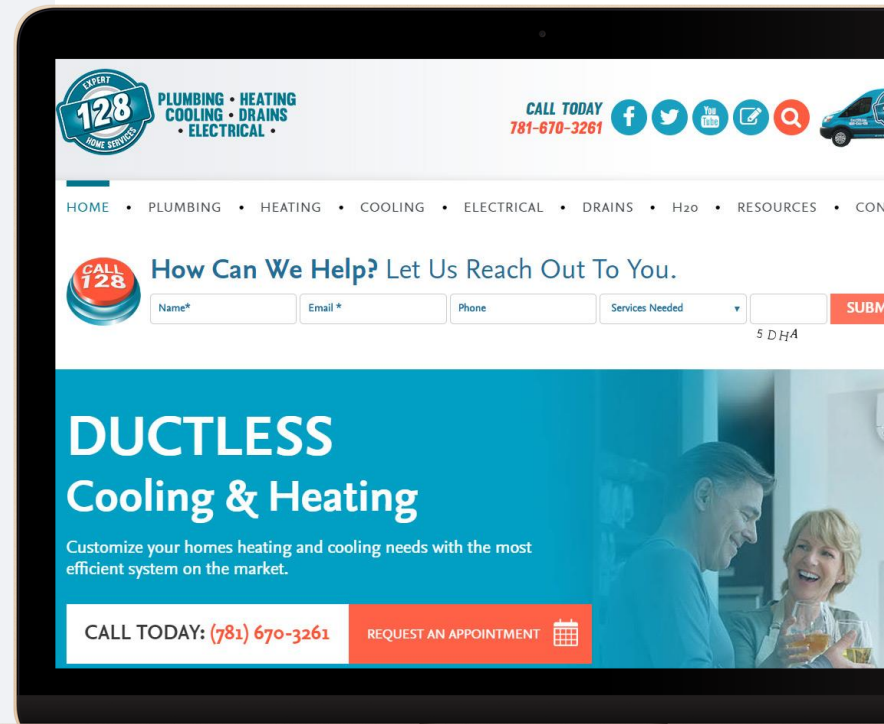 EXPERT
128
HOME SERVICES
PLUMBING • HEATING
COOLING • DRAINS
• ELECTRICAL •
CALL TODAY
781-670-3261
You
Tube
HOME • PLUMBING • HEATING • COOLING • ELECTRICAL • DRAINS • H20 • RESOURCES • CON
CALL
128
How Can We Help? Let Us Reach Out To You.
Name*
Email *
Phone
Services Needed
SUBM
5 D H A
DUCTLESS
Cooling & Heating
Customize your homes heating and cooling needs with the most
efficient system on the market.
CALL TODAY: (781) 670-3261
REQUEST AN APPOINTMENT